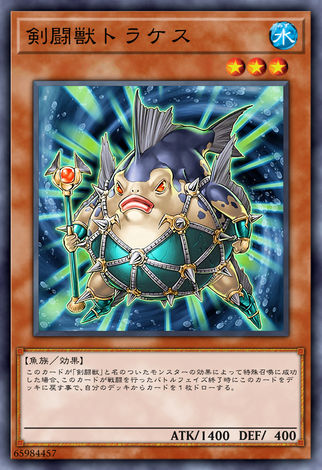 剣闘獣トラケス
水
【魚族／効果】
このカードが「剣闘獣」と名のついたモンスターの効果によって特殊召喚に成功
した場合、このカードが戦闘を行ったバトルフェイズ終了時にこのカードをデ
ッキに戻す事で、自分のデッキからカードを１枚ドローする。
ATK/1400 DEF/ 400
65984457